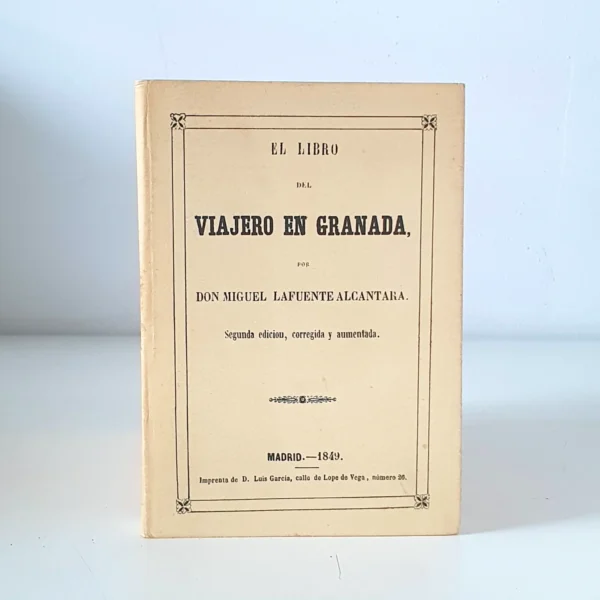 EL LIBRO
DEL
VIAJERO EN GRANADA,
POR
DON MIGUEL LAFUENTE ALCANTARA.
Segunda edicion, corregida y aumentada.
MADRID.—1849.
Imprenta de D. Luis García, calle de Lope de Vega, número 26.